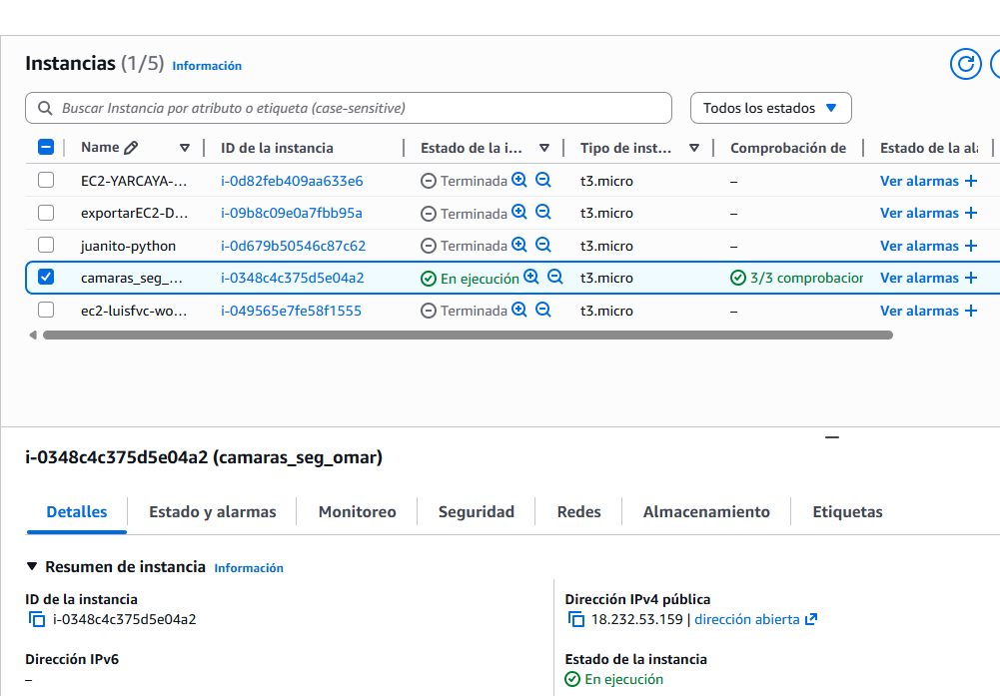 Instancias (1/5) Información
Buscar Instancia por atributo o etiqueta (case-sensitive) Todos los estados
Name ID de la instancia Estado de la i... Tipo de inst... Comprobación de Estado de la al
EC2-YARCAYA-... i-0d82feb409aa633e6 Terminada t3.micro – Ver alarmas +
exportarEC2-D... i-09b8c09e0a7fbb95a Terminada t3.micro – Ver alarmas +
juanito-python i-0d679b50546c87c62 Terminada t3.micro – Ver alarmas +
camaras_seg_... i-0348c4c375d5e04a2 En ejecución t3.micro 3/3 comprobacion Ver alarmas +
ec2-luisfvc-wo... i-049565e7fe58f1555 Terminada t3.micro – Ver alarmas +
i-0348c4c375d5e04a2 (camaras_seg_omar)
Detalles Estado y alarmas Monitoreo Seguridad Redes Almacenamiento Etiquetas
Resumen de instancia Información
ID de la instancia
i-0348c4c375d5e04a2
Dirección IPv4 pública
18.232.53.159 | dirección abierta
Dirección IPv6
–
Estado de la instancia
En ejecución